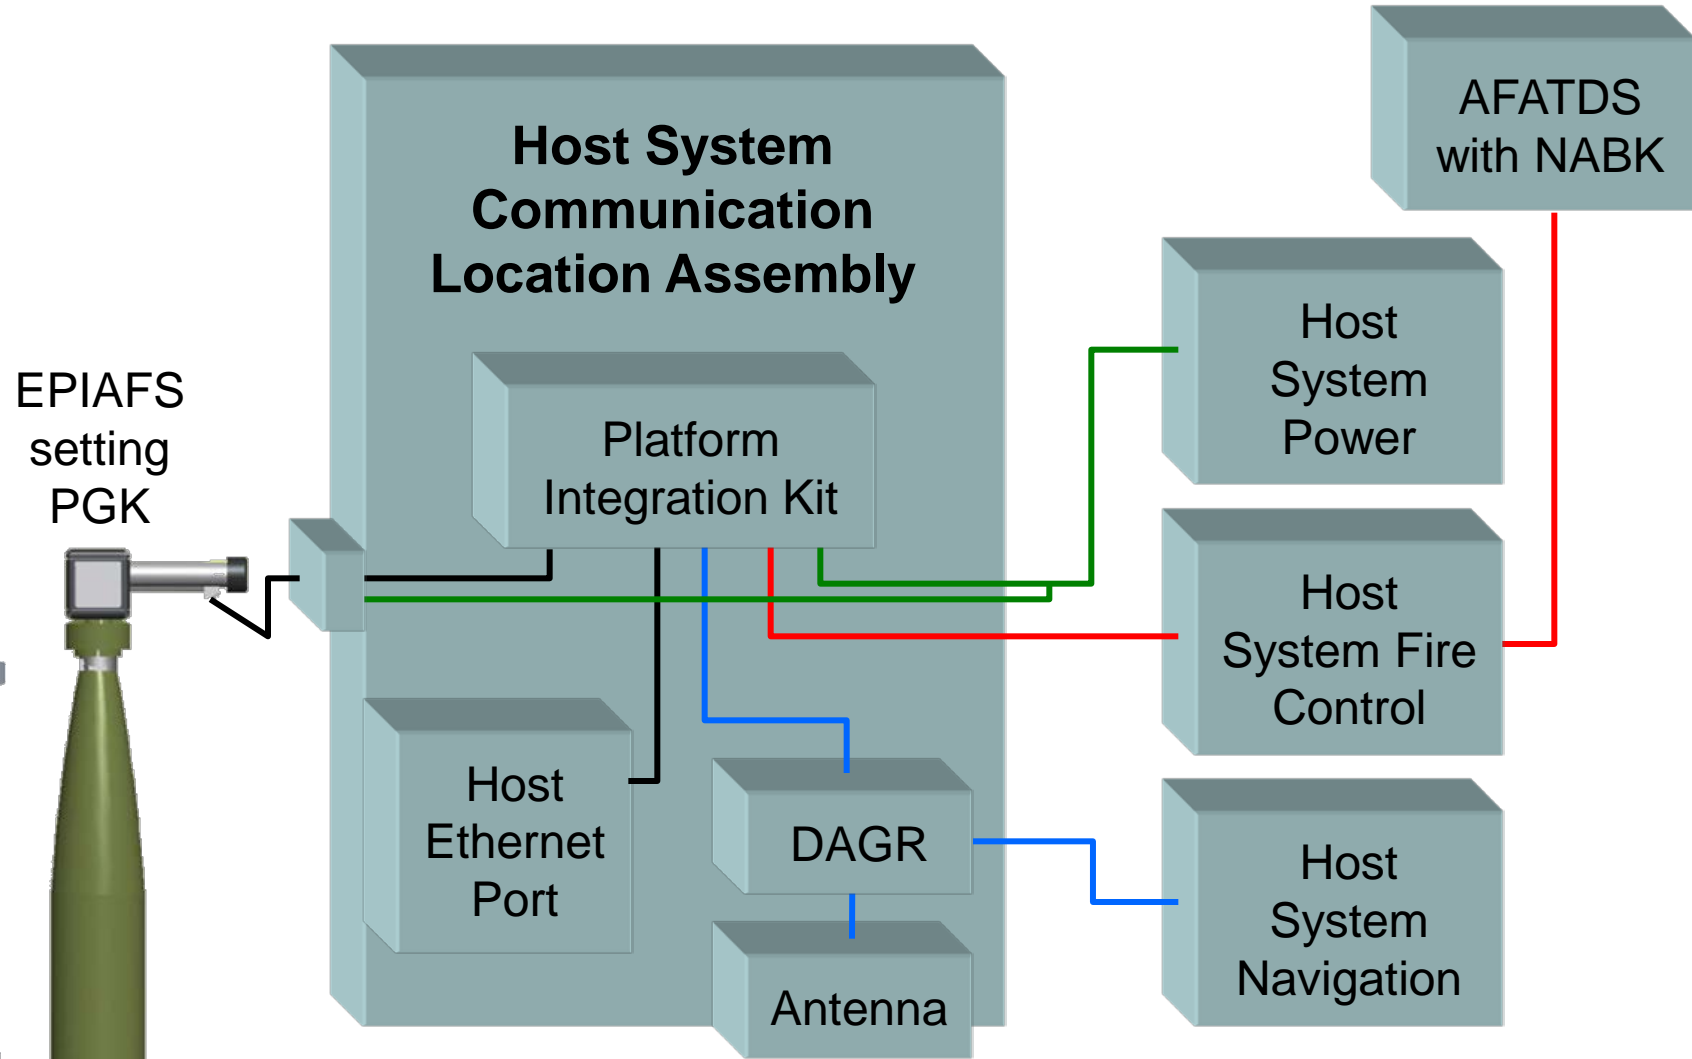 Host System
Communication
Location Assembly
AFATDS
with NABK
EPIAFS
setting
PGK
Platform
Integration Kit
Host
System
Power
Host
System Fire
Control
Host
Ethernet
Port
DAGR
Antenna
Host
System
Navigation